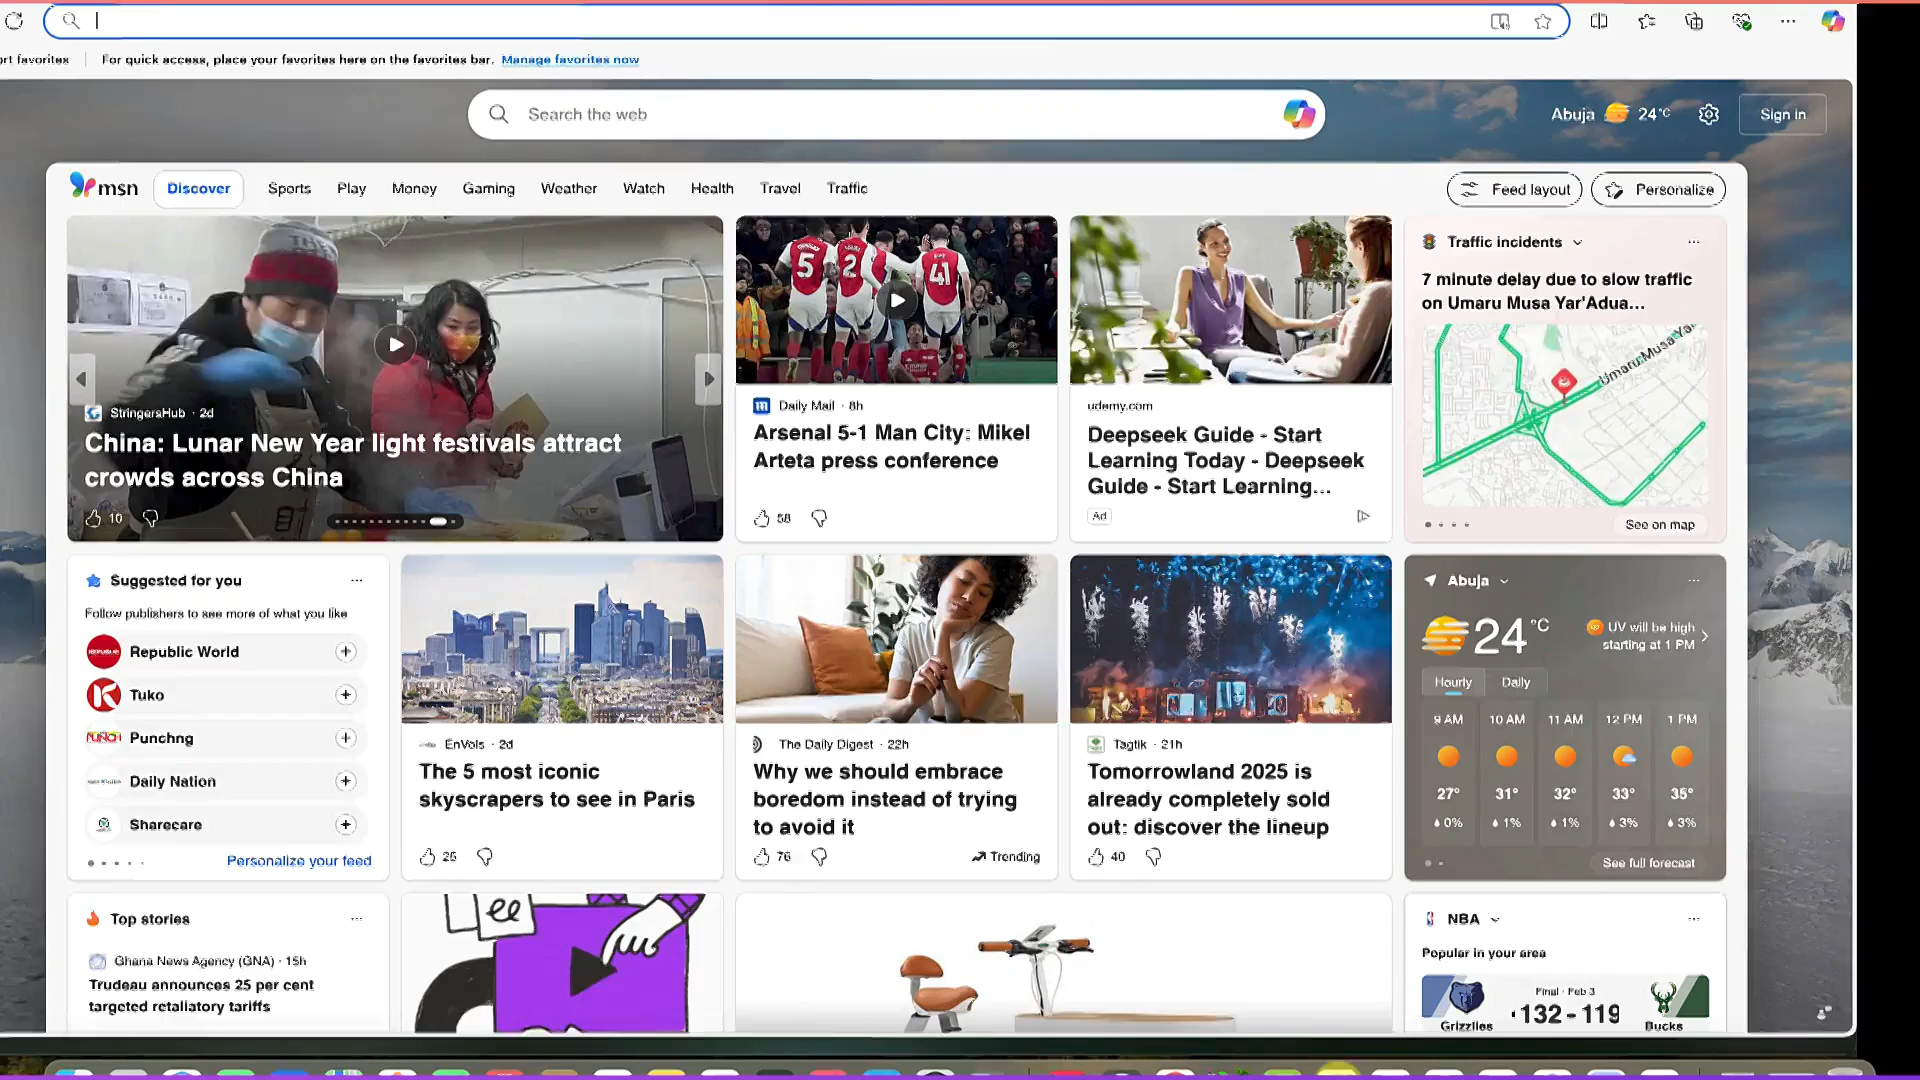 ort favorites
For quick access, place your favorites here on the favorites bar. Manage favorites now
Search the web
Abuja 24°C
Sign in
msn
Discover
Sports
Play
Money
Gaming
Weather
Watch
Health
Travel
Traffic
Feed layout
Personalize
StringersHub · 2d
China: Lunar New Year light festivals attract
crowds across China
10
5 2 41
Daily Mail · 8h
Arsenal 5-1 Man City: Mikel
Arteta press conference
58
udemy.com
Deepseek Guide - Start
Learning Today - Deepseek
Guide - Start Learning...
Ad
Traffic incidents
7 minute delay due to slow traffic
on Umaru Musa Yar'Adua...
Umaru Musa Ya
See on map
Suggested for you
Follow publishers to see more of what you like
Republic World
Tuko
Punchng
Daily Nation
Sharecare
Personalize your feed
EnVols · 2d
The 5 most iconic
skyscrapers to see in Paris
25
The Daily Digest · 22h
Why we should embrace
boredom instead of trying
to avoid it
76
Trending
Tagtik · 21h
Tomorrowland 2025 is
already completely sold
out: discover the lineup
40
Abuja
24°C
UV will be high
starting at 1 PM
Hourly
Daily
9 AM 10 AM 11 AM 12 PM 1 PM
27° 31° 32° 33° 35°
0% 1% 1% 3% 3%
See full forecast
Top stories
Ghana News Agency (GNA) · 15h
Trudeau announces 25 per cent
targeted retaliatory tariffs
NBA
Popular in your area
Final · Feb 3
132 - 119
Grizzlies
Bucks